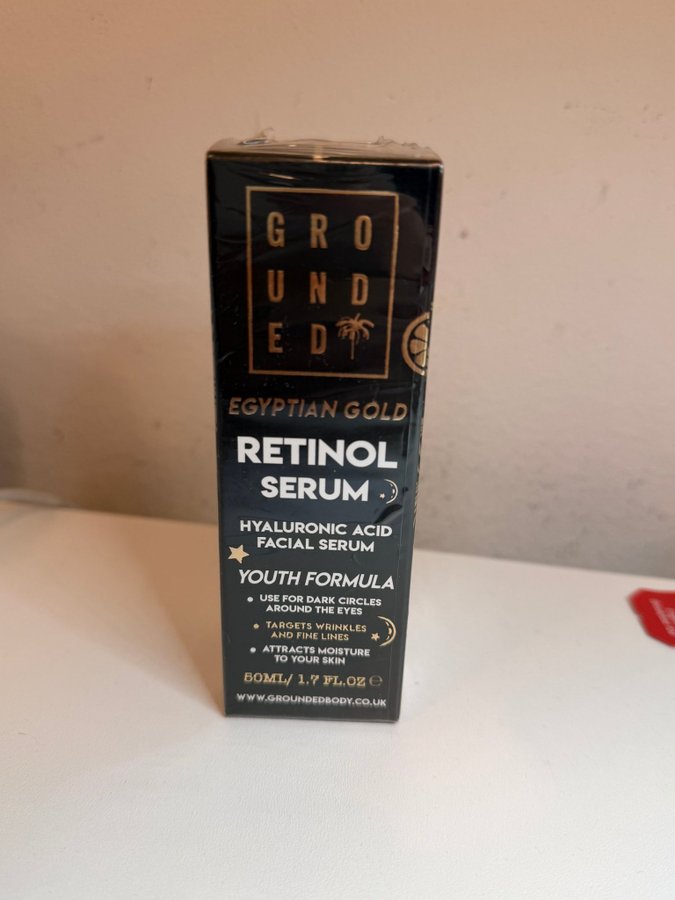 GRO
UND
ED
EGYPTIAN GOLD
RETINOL
SERUM
HYALURONIC ACID
FACIAL SERUM
YOUTH FORMULA
• USE FOR DARK CIRCLES
AROUND THE EYES
• TARGETS WRINKLES
AND FINE LINES
• ATTRACTS MOISTURE
TO YOUR SKIN
50ML/ 1.7 FL.OZ ℮
WWW.GROUNDEDBODY.CO.UK